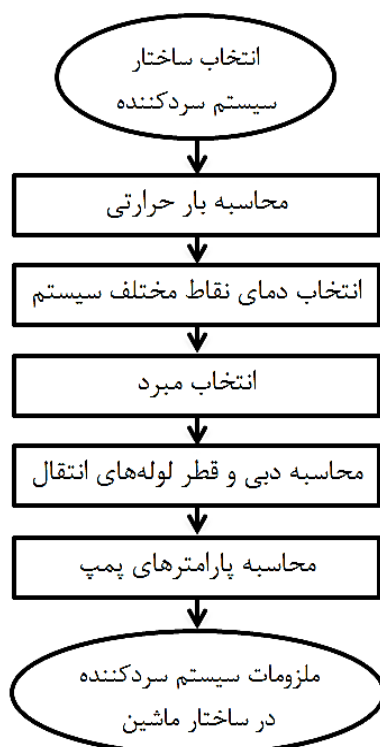 انتخاب ساختار
سیستم سردکننده
محاسبه بار حرارتی
انتخاب دمای نقاط مختلف سیستم
انتخاب مبرد
محاسبه دبی و قطر لوله‌های انتقال
محاسبه پارامترهای پمپ
ملزومات سیستم سردکننده
در ساختار ماشین